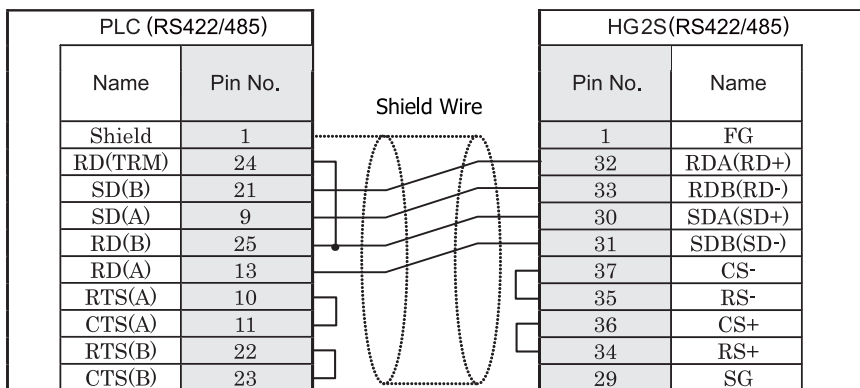 PLC (RS422/485) HG2S(RS422/485)
Name Pin No. Pin No. Name
Shield Wire
Shield 1 1 FG
RD(TRM) 24 32 RDA(RD+)
SD(B) 21 33 RDB(RD-)
SD(A) 9 30 SDA(SD+)
RD(B) 25 31 SDB(SD-)
RD(A) 13 37 CS-
RTS(A) 10 35 RS-
CTS(A) 11 36 CS+
RTS(B) 22 34 RS+
CTS(B) 23 29 SG